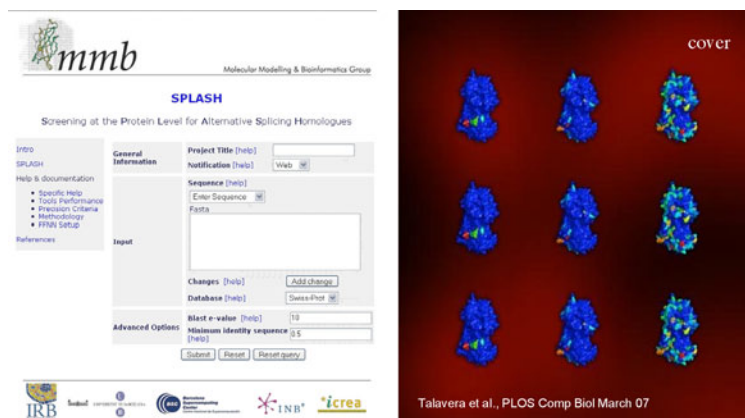 mmb
Molecular Modelling & Bioinformatics Group
SPLASH
Screening at the Protein Level for Alternative Splicing Homologues
Intro
SPLASH
Help & documentation
Specific Help
Tools Performance
Precision Criteria
Methodology
FFNN Setup
References
General Information
Project Title [help]
Notification [help] Web
Input
Sequence [help]
Enter Sequence
Fasta
Changes [help] Add change
Database [help] Swiss-Prot
Advanced Options
Blast e-value [help] 10
Minimum identity sequence [help] 0.5
Submit Reset Reset query
IRB
Barcelona Supercomputing Center
INB
icrea
cover
Talavera et al., PLOS Comp Biol March 07